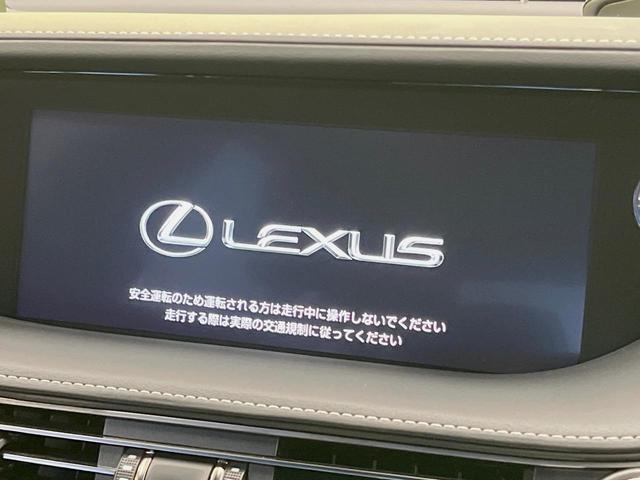 LEXUS
安全運転のため運転される方は走行中に操作しないでください
走行する際は実際の交通規制に従ってください